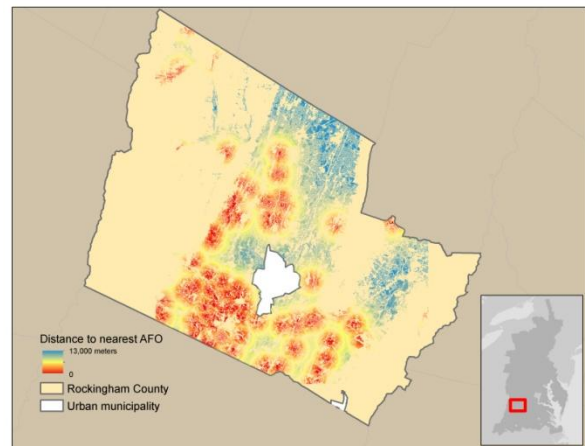 Distance to nearest AFO
13,000 meters
0
Rockingham County
Urban municipality